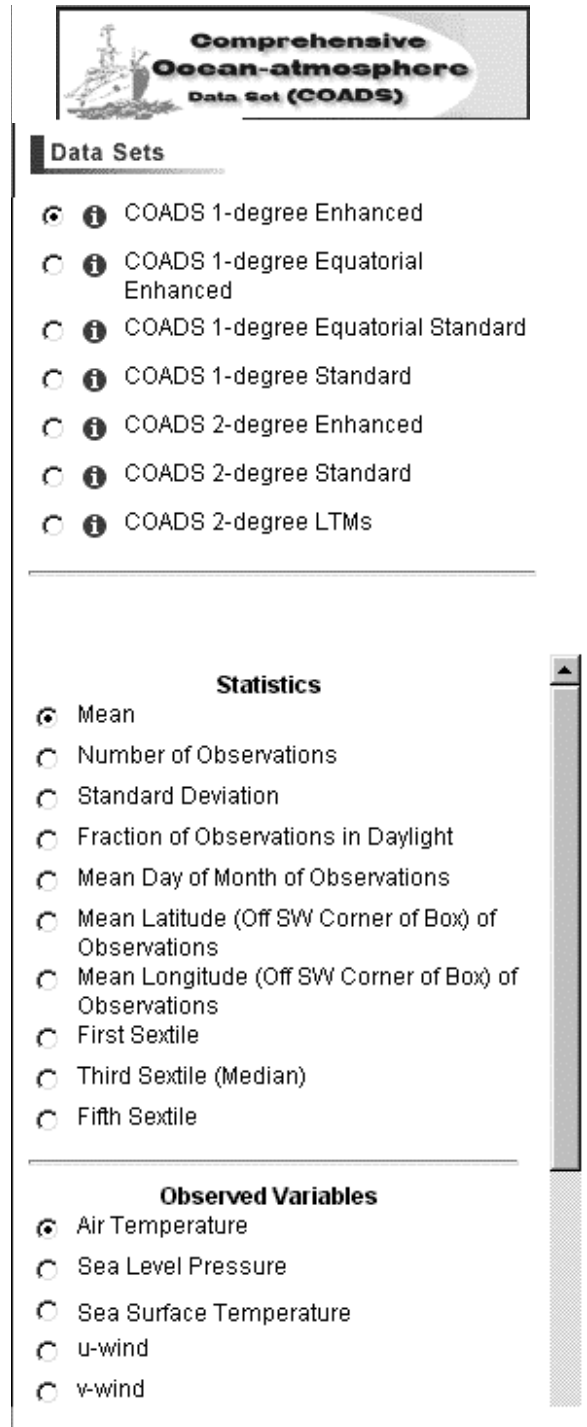 Comprehensive
Ocean-atmosphere
Data Set (COADS)
Data Sets
COADS 1-degree Enhanced
COADS 1-degree Equatorial
Enhanced
COADS 1-degree Equatorial Standard
COADS 1-degree Standard
COADS 2-degree Enhanced
COADS 2-degree Standard
COADS 2-degree LTMs
Statistics
Mean
Number of Observations
Standard Deviation
Fraction of Observations in Daylight
Mean Day of Month of Observations
Mean Latitude (Off SW Corner of Box) of
Observations
Mean Longitude (Off SW Corner of Box) of
Observations
First Sextile
Third Sextile (Median)
Fifth Sextile
Observed Variables
Air Temperature
Sea Level Pressure
Sea Surface Temperature
u-wind
v-wind